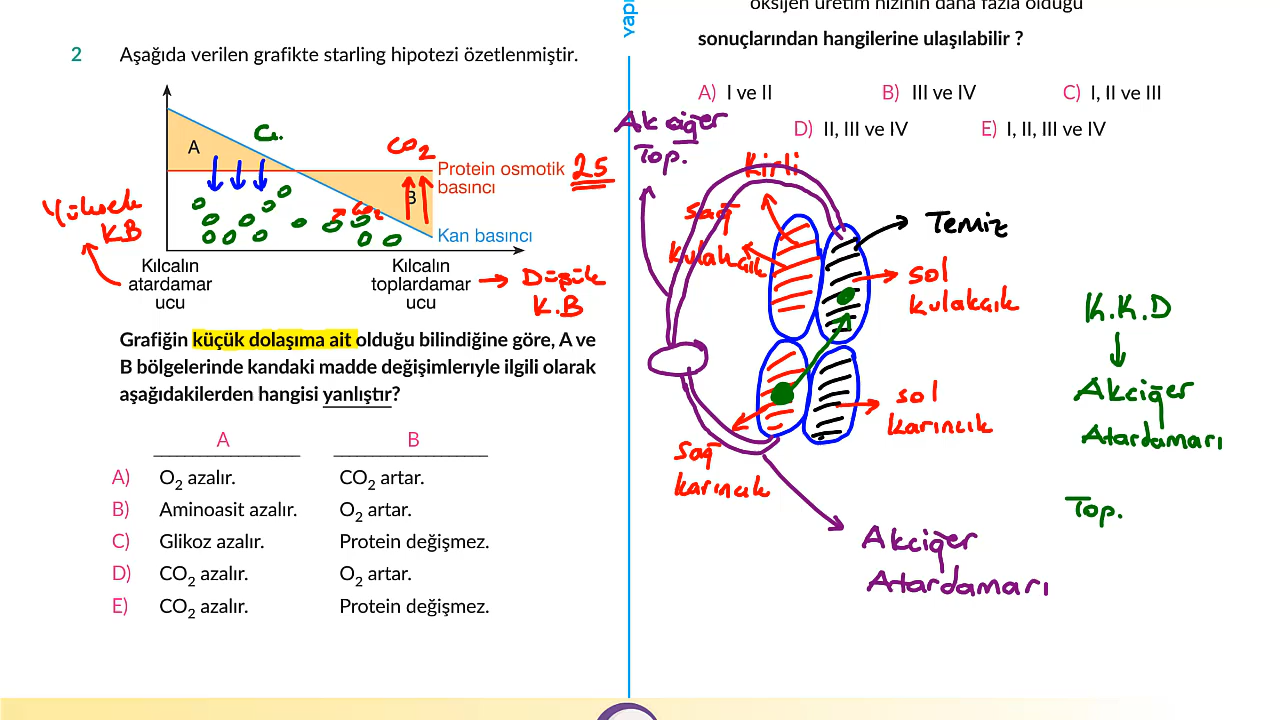 2 Aşağıda verilen grafikte starling hipotezi özetlenmiştir.
A
B
CO2
Protein osmotik
basıncı
25
Kan basıncı
Yüksek
K.B
Kılcalın
atardamar
ucu
Kılcalın
toplardamar
ucu
Düşük
K.B
Grafiğin küçük dolaşıma ait olduğu bilindiğine göre, A ve
B bölgelerinde kandaki madde değişimlerıyle ilgili olarak
aşağıdakilerden hangisi yanlıştır?
A B
A) O2 azalır. CO2 artar.
B) Aminoasit azalır. O2 artar.
C) Glikoz azalır. Protein değişmez.
D) CO2 azalır. O2 artar.
E) CO2 azalır. Protein değişmez.
yapı
oksijen üretim hızının daha fazla olduğu
sonuçlarından hangilerine ulaşılabilir ?
A) I ve II B) III ve IV C) I, II ve III
D) II, III ve IV E) I, II, III ve IV
Akciğer
Top.
Kirli
sağ
kulakcık
Temiz
sol
kulakcık
sol
karıncık
sağ
karıncık
Akciğer
Atardamarı
K.K.D
Akciğer
Atardamarı
Top.